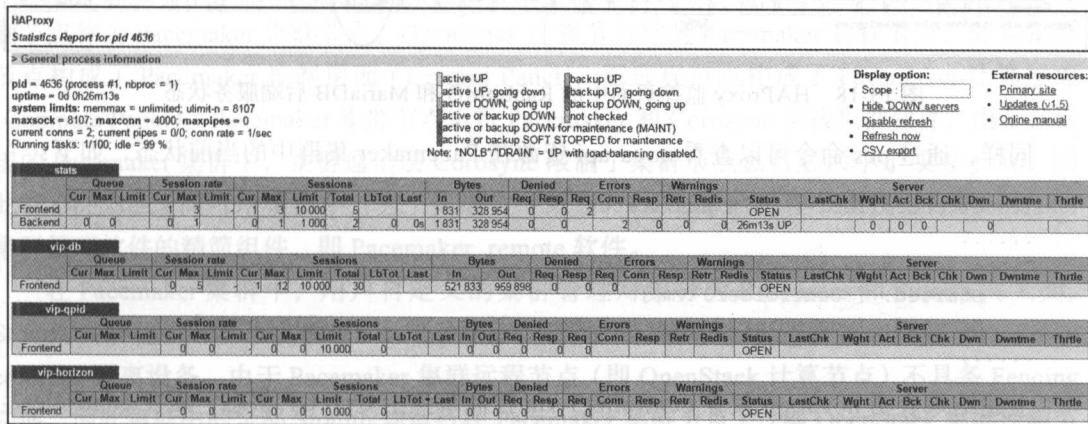 HAProxy
Statistics Report for pid 4636
> General process information
pid = 4636 (process #1, nbproc = 1)
uptime = 0d 0h26m13s
system limits: memmax = unlimited; ulimit-n = 8107
maxsock = 8107; maxconn = 4000; maxpipes = 0
current conns = 2; current pipes = 0/0; conn rate = 1/sec
Running tasks: 1/100; idle = 99 %
active UP backup UP
active UP, going down backup UP, going down
active DOWN, going up backup DOWN, going up
active or backup DOWN not checked
active or backup DOWN for maintenance (MAINT)
active or backup SOFT STOPPED for maintenance
Note: "NOLB"/"DRAIN" = UP with load-balancing disabled.
Display option:
Scope :
Hide 'DOWN' servers
Disable refresh
Refresh now
CSV export
External resources:
Primary site
Updates (v1.5)
Online manual
stats
Queue Session rate Sessions Bytes Denied Errors Warnings Server
Cur Max Limit Cur Max Limit Cur Max Limit Total LbTot Last In Out Req Resp Req Conn Resp Retr Redis Status LastChk Wght Act Bck Chk Dwn Dwntme Thrtle
Frontend 1 3 - 1 3 10 000 5 1 831 328 954 0 0 2 OPEN
Backend 0 0 0 1 0 1 1 000 2 0 0s 1 831 328 954 0 0 2 0 0 0 26m13s UP 0 0 0 0
vip-db
Queue Session rate Sessions Bytes Denied Errors Warnings Server
Cur Max Limit Cur Max Limit Cur Max Limit Total LbTot Last In Out Req Resp Req Conn Resp Retr Redis Status LastChk Wght Act Bck Chk Dwn Dwntme Thrtle
Frontend 0 5 - 1 12 10 000 30 521 833 959 898 0 0 0 OPEN
vip-qpid
Queue Session rate Sessions Bytes Denied Errors Warnings Server
Cur Max Limit Cur Max Limit Cur Max Limit Total LbTot Last In Out Req Resp Req Conn Resp Retr Redis Status LastChk Wght Act Bck Chk Dwn Dwntme Thrtle
Frontend 0 0 - 0 0 10 000 0 0 0 0 0 0 OPEN
vip-horizon
Queue Session rate Sessions Bytes Denied Errors Warnings Server
Cur Max Limit Cur Max Limit Cur Max Limit Total LbTot Last In Out Req Resp Req Conn Resp Retr Redis Status LastChk Wght Act Bck Chk Dwn Dwntme Thrtle
Frontend 0 0 - 0 0 10 000 0 0 0 0 0 0 OPEN